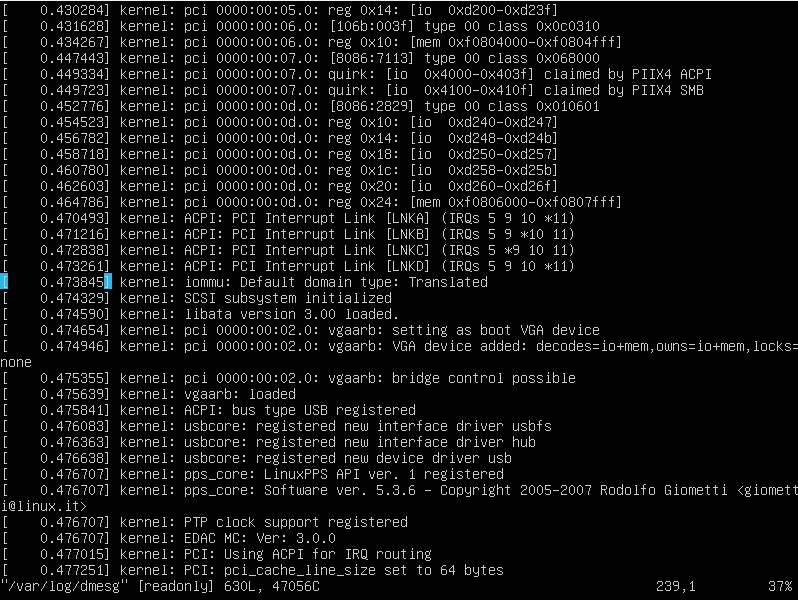 [    0.430284] kernel: pci 0000:00:05.0: reg 0x14: [io  0xd200-0xd23f]
[    0.431628] kernel: pci 0000:00:06.0: [106b:003f] type 00 class 0x0c0310
[    0.434267] kernel: pci 0000:00:06.0: reg 0x10: [mem 0xf0804000-0xf0804fff]
[    0.447443] kernel: pci 0000:00:07.0: [8086:7113] type 00 class 0x068000
[    0.449334] kernel: pci 0000:00:07.0: quirk: [io  0x4000-0x403f] claimed by PIIX4 ACPI
[    0.449723] kernel: pci 0000:00:07.0: quirk: [io  0x4100-0x410f] claimed by PIIX4 SMB
[    0.452776] kernel: pci 0000:00:0d.0: [8086:2829] type 00 class 0x010601
[    0.454523] kernel: pci 0000:00:0d.0: reg 0x10: [io  0xd240-0xd247]
[    0.456782] kernel: pci 0000:00:0d.0: reg 0x14: [io  0xd248-0xd24b]
[    0.458718] kernel: pci 0000:00:0d.0: reg 0x18: [io  0xd250-0xd257]
[    0.460780] kernel: pci 0000:00:0d.0: reg 0x1c: [io  0xd258-0xd25b]
[    0.462603] kernel: pci 0000:00:0d.0: reg 0x20: [io  0xd260-0xd26f]
[    0.464786] kernel: pci 0000:00:0d.0: reg 0x24: [mem 0xf0806000-0xf0807fff]
[    0.470493] kernel: ACPI: PCI Interrupt Link [LNKA] (IRQs 5 9 10 *11)
[    0.471216] kernel: ACPI: PCI Interrupt Link [LNKB] (IRQs 5 9 *10 11)
[    0.472838] kernel: ACPI: PCI Interrupt Link [LNKC] (IRQs 5 *9 10 11)
[    0.473261] kernel: ACPI: PCI Interrupt Link [LNKD] (IRQs 5 9 10 *11)
[    0.473845] kernel: iommu: Default domain type: Translated
[    0.474329] kernel: SCSI subsystem initialized
[    0.474590] kernel: libata version 3.00 loaded.
[    0.474654] kernel: pci 0000:00:02.0: vgaarb: setting as boot VGA device
[    0.474946] kernel: pci 0000:00:02.0: vgaarb: VGA device added: decodes=io+mem,owns=io+mem,locks=
none
[    0.475355] kernel: pci 0000:00:02.0: vgaarb: bridge control possible
[    0.475639] kernel: vgaarb: loaded
[    0.475841] kernel: ACPI: bus type USB registered
[    0.476083] kernel: usbcore: registered new interface driver usbfs
[    0.476363] kernel: usbcore: registered new interface driver hub
[    0.476638] kernel: usbcore: registered new device driver usb
[    0.476707] kernel: pps_core: LinuxPPS API ver. 1 registered
[    0.476707] kernel: pps_core: Software ver. 5.3.6 - Copyright 2005-2007 Rodolfo Giometti <giomett
i@linux.it>
[    0.476707] kernel: PTP clock support registered
[    0.476707] kernel: EDAC MC: Ver: 3.0.0
[    0.477015] kernel: PCI: Using ACPI for IRQ routing
[    0.477251] kernel: PCI: pci_cache_line_size set to 64 bytes
"/var/log/dmesg" [readonly] 630L, 47056C 239,1 37%